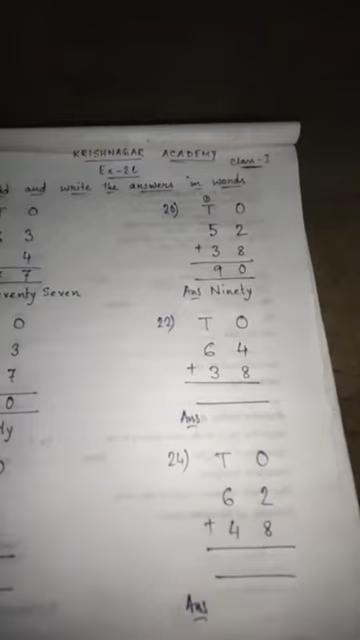 KRISHNAGAR ACADEMY Class-I
Ex-21
and write the answers in words
T O
3
4
7
Seventy Seven
O
3
7
0
20) T O
5 2
+ 3 8
9 0
Ans Ninety
22) T O
6 4
+ 3 8
Ans
24) T O
6 2
+ 4 8
Ans